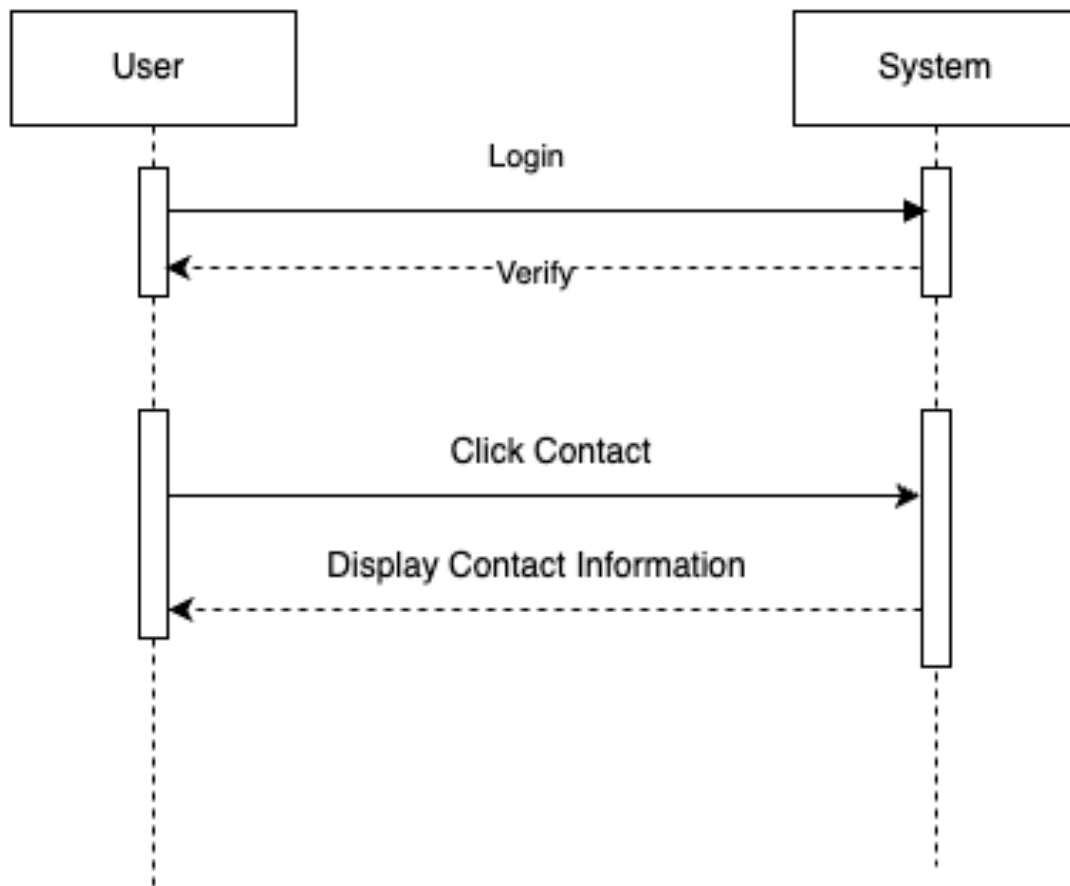 User
System
Login
Verify
Click Contact
Display Contact Information